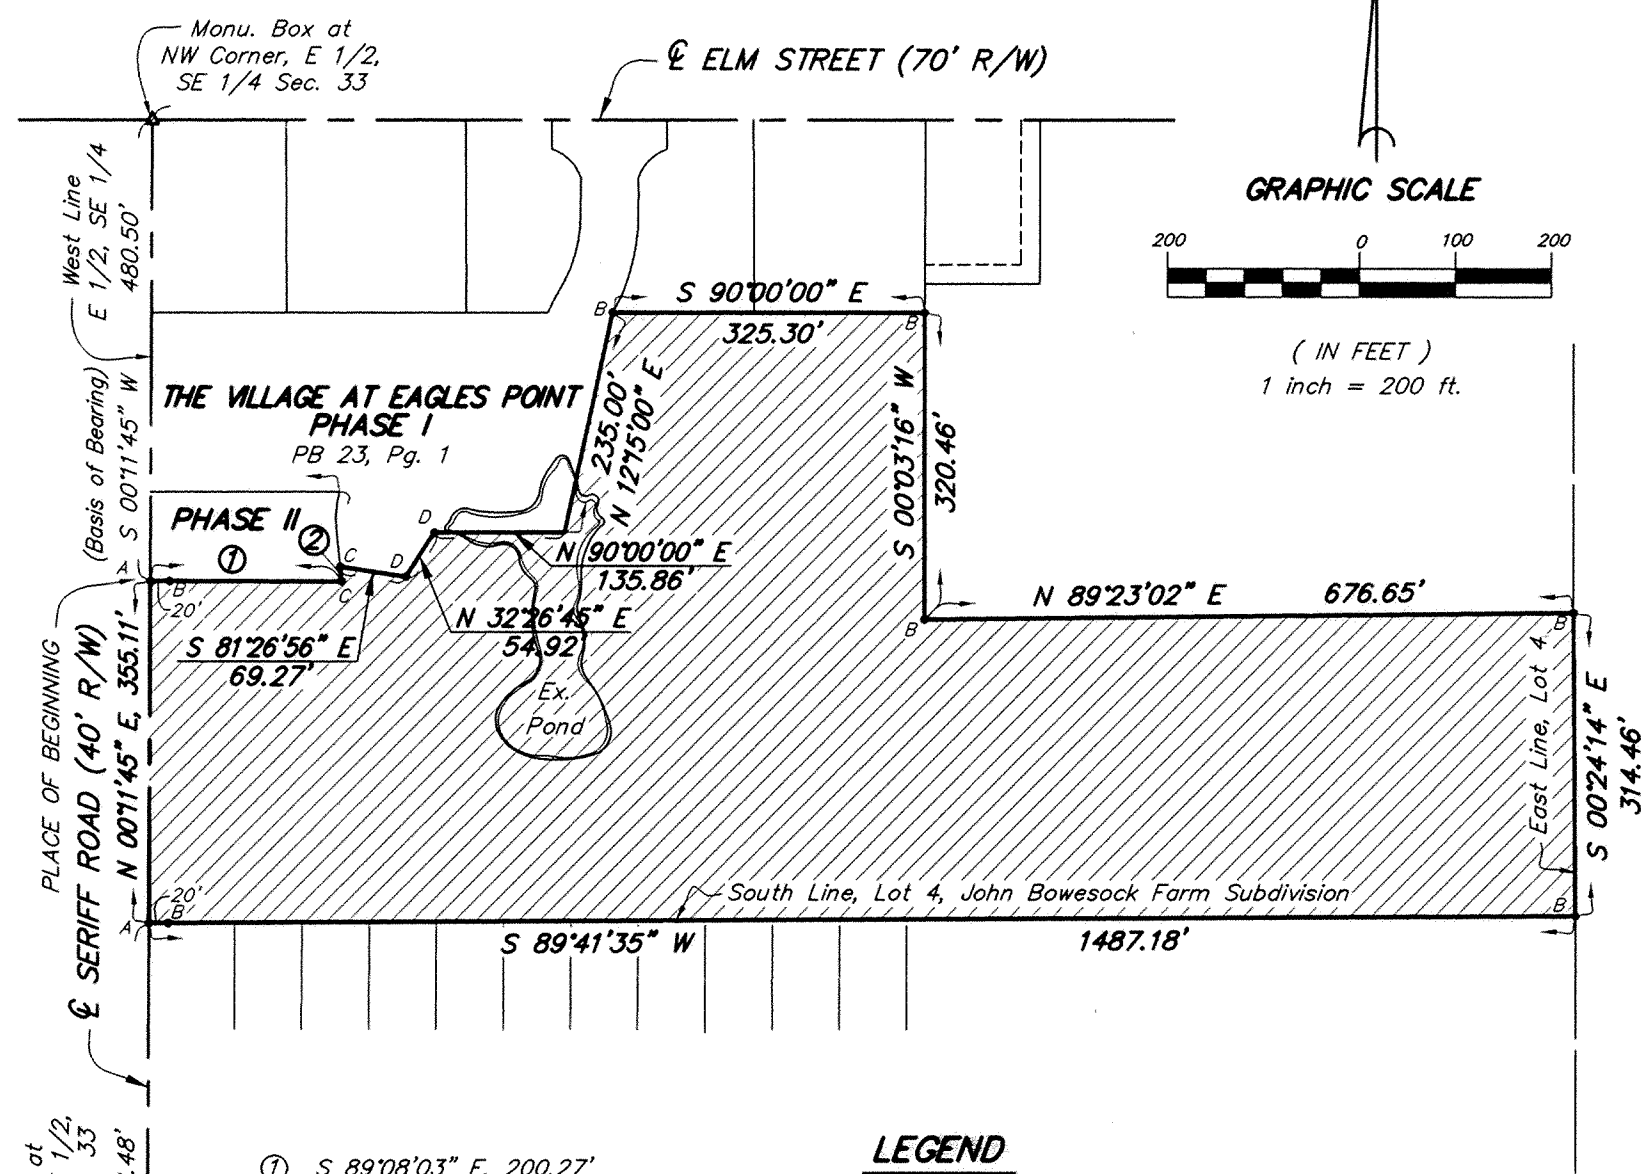 Monu. Box at
NW Corner, E 1/2,
SE 1/4 Sec. 33
℄ ELM STREET (70' R/W)
GRAPHIC SCALE
200 0 100 200
( IN FEET )
1 inch = 200 ft.
West Line
E 1/2, SE 1/4
480.50'
(Basis of Bearing)
S 00°11'45" W
S 90°00'00" E
325.30'
B
B
THE VILLAGE AT EAGLES POINT
PHASE I
PB 23, Pg. 1
235.00'
N 12°15'00" E
S 00°03'16" W
320.46'
PHASE II
①
②
C
C
D
D
A
B
20'
N 90°00'00" E
135.86'
N 32°26'45" E
54.92'
S 81°26'56" E
69.27'
N 89°23'02" E 676.65'
B
B
Ex.
Pond
PLACE OF BEGINNING
℄ SERIFF ROAD (40' R/W)
N 00°11'45" E, 355.11'
East Line, Lot 4
S 00°24'14" E
314.46'
20'
B
A
South Line, Lot 4, John Bowesock Farm Subdivision
B
S 89°41'35" W 1487.18'
at
1/2,
33
.48'
LEGEND
① S 89°08'03" E, 200.27'